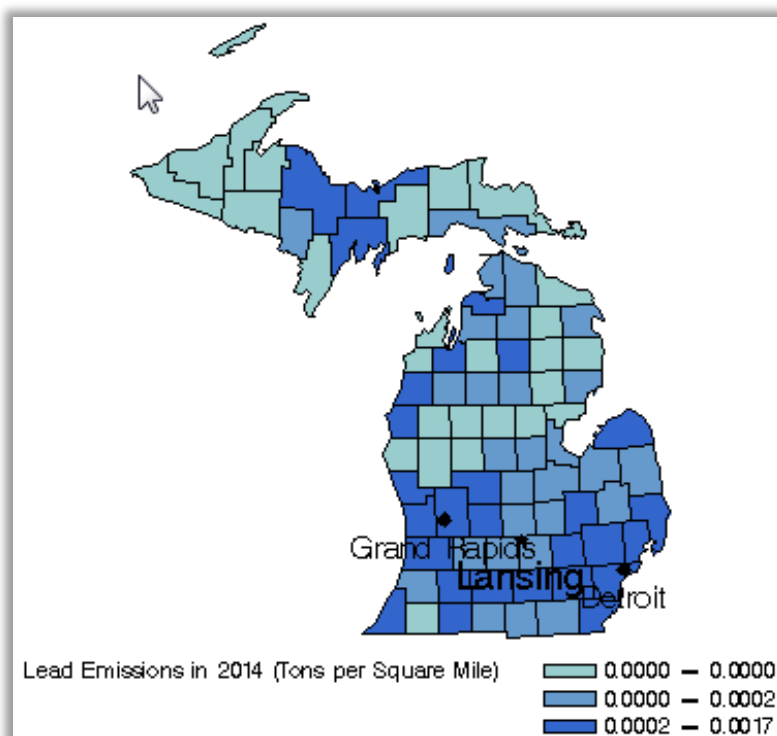 Grand Rapids
Lansing
Detroit
Lead Emissions in 2014 (Tons per Square Mile)
0.0000 – 0.0000
0.0000 – 0.0002
0.0002 – 0.0017